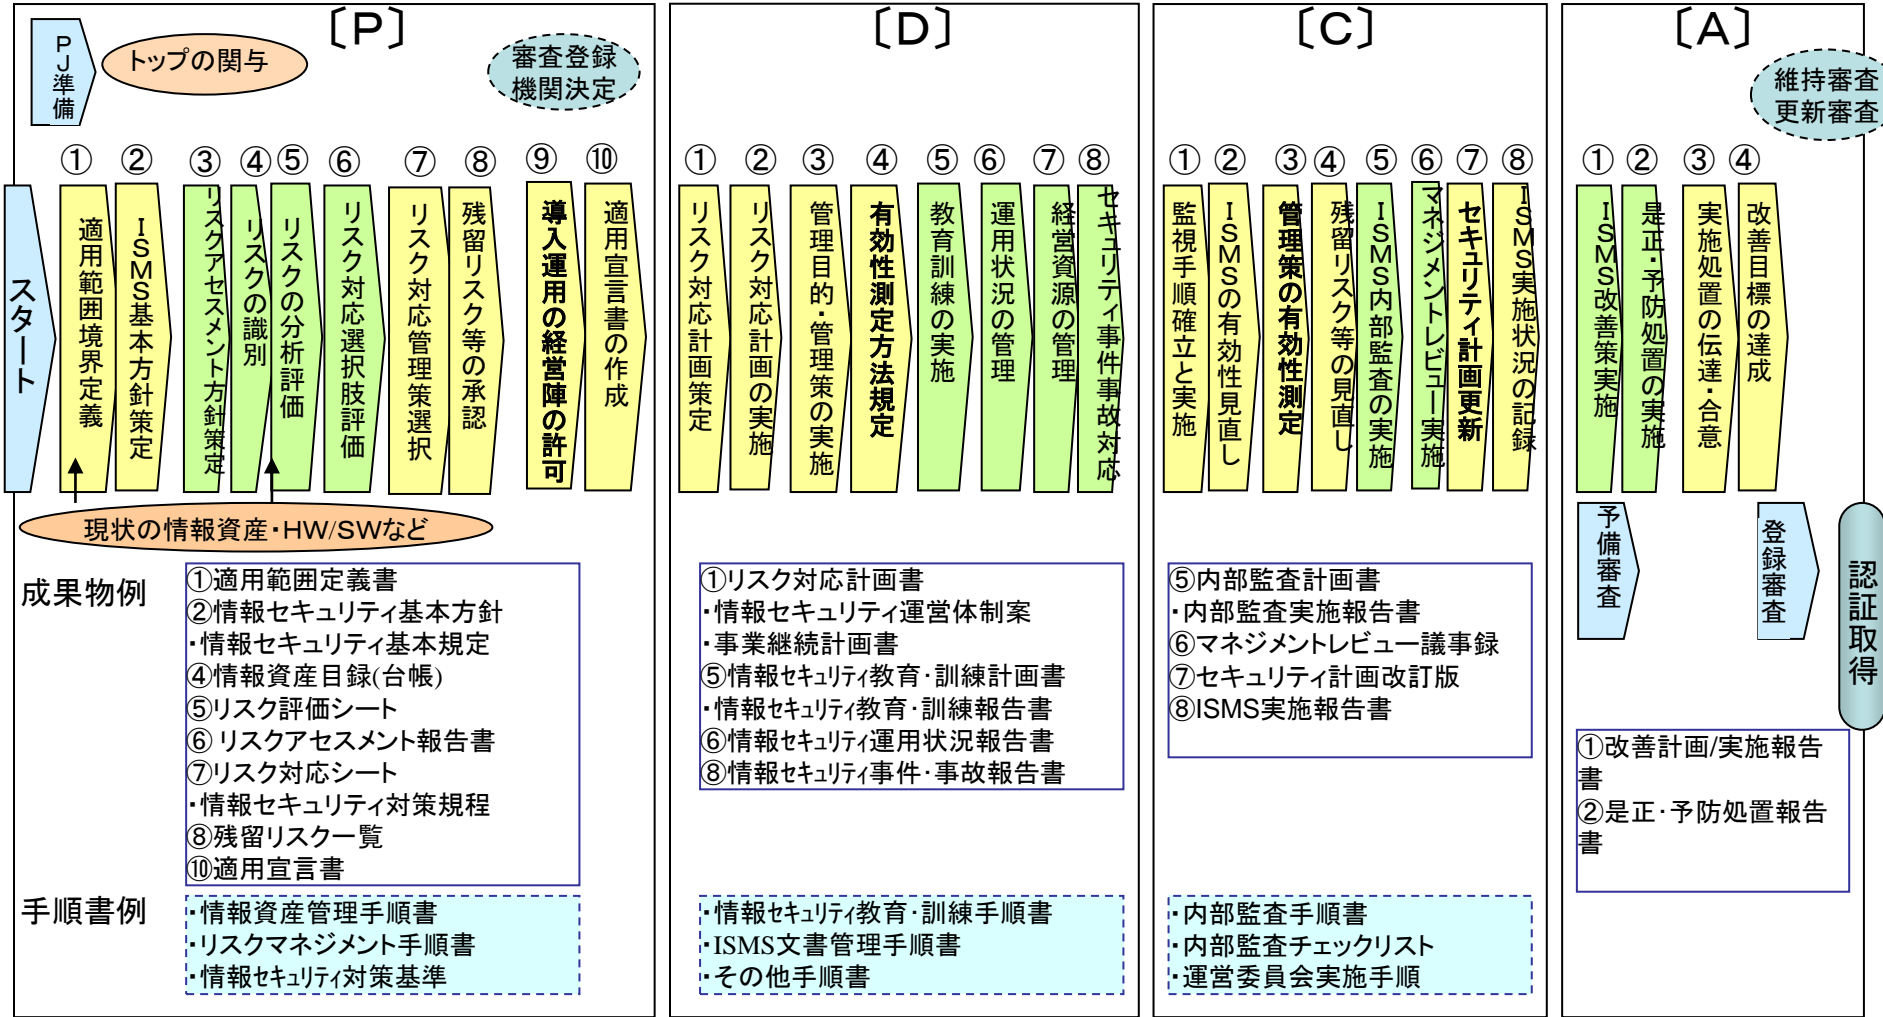 〔P〕
PJ準備
トップの関与
審査登録
機関決定
スタート
①
適用範囲境界定義
②
ISMS基本方針策定
③
リスクアセスメント方針策定
④
リスクの識別
⑤
リスクの分析評価
⑥
リスク対応選択肢評価
⑦
リスク対応管理策選択
⑧
残留リスク等の承認
⑨
導入運用の経営陣の許可
⑩
適用宣言書の作成
現状の情報資産・HW/SWなど
〔D〕
①
リスク対応計画策定
②
リスク対応計画の実施
③
管理目的・管理策の実施
④
有効性測定方法規定
⑤
教育訓練の実施
⑥
運用状況の管理
⑦
経営資源の管理
⑧
セキュリティ事件事故対応
〔C〕
①
監視手順確立と実施
②
ISMSの有効性見直し
③
管理策の有効性測定
④
残留リスク等の見直し
⑤
ISMS内部監査の実施
⑥
マネジメントレビュー実施
⑦
セキュリティ計画更新
⑧
ISMS実施状況の記録
〔A〕
維持審査
更新審査
①
ISMS改善策実施
②
是正・予防処置の実施
③
実施処置の伝達・合意
④
改善目標の達成
予備審査
登録審査
認証取得
成果物例
①適用範囲定義書
②情報セキュリティ基本方針
・情報セキュリティ基本規定
④情報資産目録(台帳)
⑤リスク評価シート
⑥リスクアセスメント報告書
⑦リスク対応シート
・情報セキュリティ対策規程
⑧残留リスク一覧
⑩適用宣言書
①リスク対応計画書
・情報セキュリティ運営体制案
・事業継続計画書
⑤情報セキュリティ教育・訓練計画書
・情報セキュリティ教育・訓練報告書
⑥情報セキュリティ運用状況報告書
⑧情報セキュリティ事件・事故報告書
⑤内部監査計画書
・内部監査実施報告書
⑥マネジメントレビュー議事録
⑦セキュリティ計画改訂版
⑧ISMS実施報告書
①改善計画/実施報告
書
②是正・予防処置報告
書
手順書例
・情報資産管理手順書
・リスクマネジメント手順書
・情報セキュリティ対策基準
・情報セキュリティ教育・訓練手順書
・ISMS文書管理手順書
・その他手順書
・内部監査手順書
・内部監査チェックリスト
・運営委員会実施手順